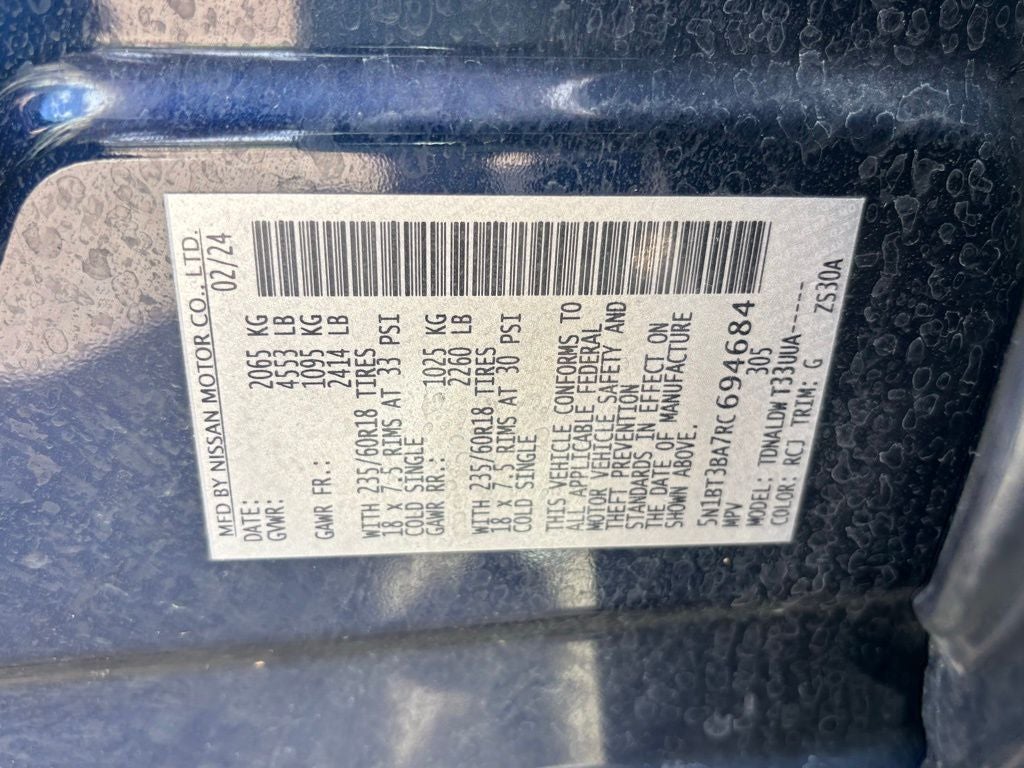 MFD BY NISSAN MOTOR CO., LTD.
DATE: 02/24
GVWR: 2065 KG
4553 LB
GAWR FR.: 1095 KG
2414 LB
WITH 235/60R18 TIRES
18 X 7.5 RIMS AT 33 PSI
COLD SINGLE
GAWR RR.: 1025 KG
2260 LB
WITH 235/60R18 TIRES
18 X 7.5 RIMS AT 30 PSI
COLD SINGLE
THIS VEHICLE CONFORMS TO
ALL APPLICABLE FEDERAL
MOTOR VEHICLE SAFETY AND
THEFT PREVENTION
STANDARDS IN EFFECT ON
THE DATE OF MANUFACTURE
SHOWN ABOVE.
5N1BT3BA7RC694684
MPV 305
MODEL: TDNALDW T33UUA------
COLOR: RCJ TRIM: G ZS30A